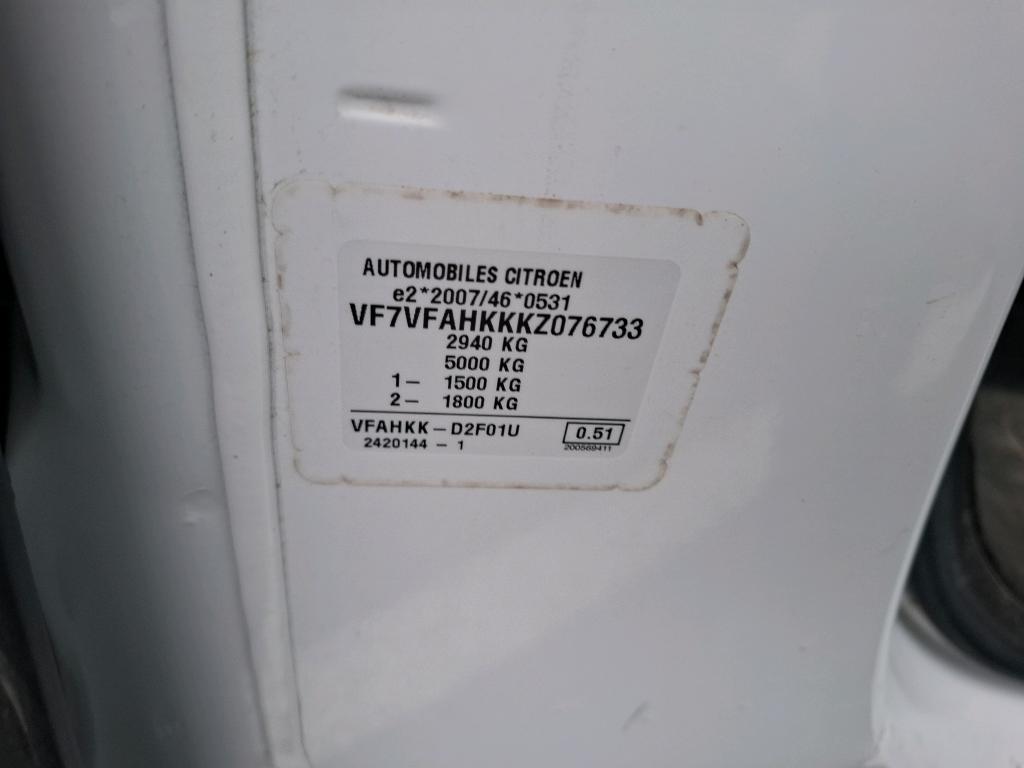 AUTOMOBILES CITROEN
e2*2007/46*0531
VF7VFAHKKKZ076733
2940 KG
5000 KG
1- 1500 KG
2- 1800 KG
VFAHKK-D2F01U 0.51
2420144 - 1 200569411